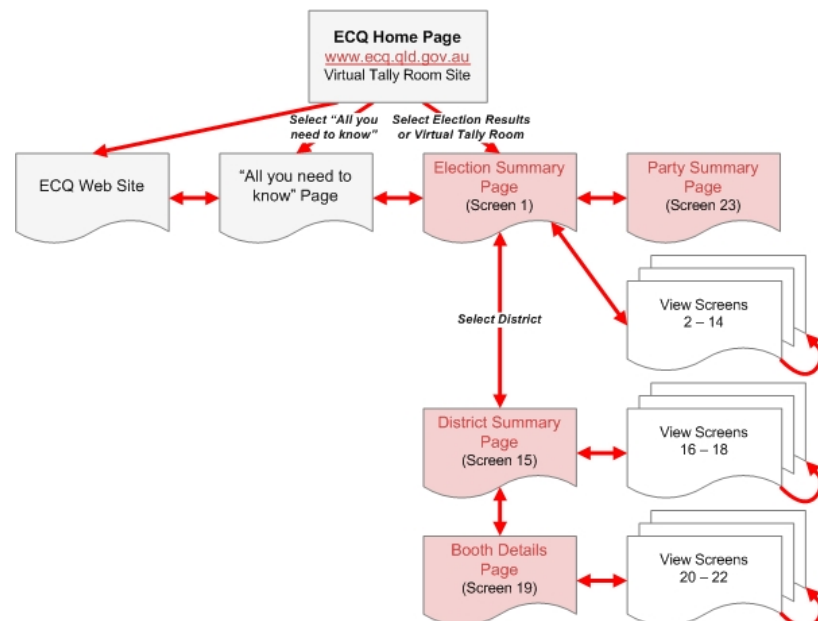 ECQ Home Page
www.ecq.qld.gov.au
Virtual Tally Room Site
Select “All you
need to know”
Select Election Results
or Virtual Tally Room
ECQ Web Site
“All you need to
know” Page
Election Summary
Page
(Screen 1)
Party Summary
Page
(Screen 23)
View Screens
2 – 14
Select District
District Summary
Page
(Screen 15)
View Screens
16 – 18
Booth Details
Page
(Screen 19)
View Screens
20 – 22